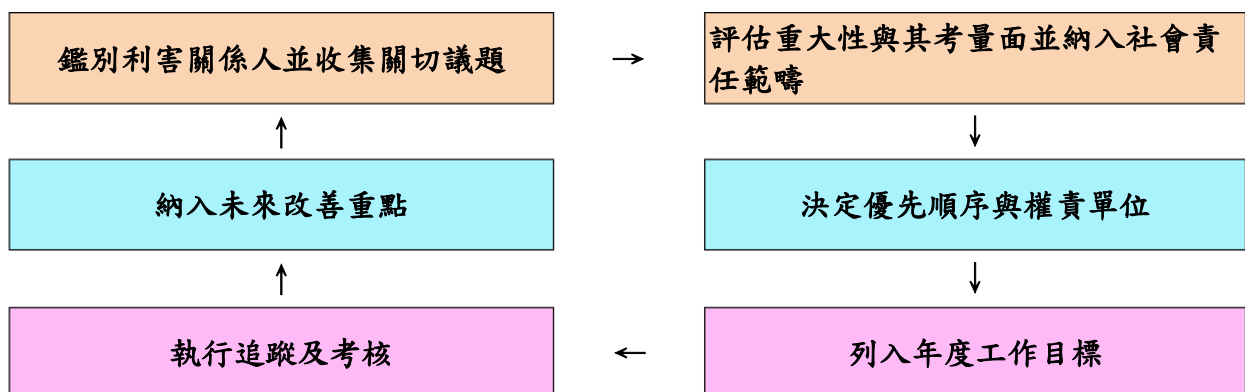 鑑別利害關係人並收集關切議題
→
評估重大性與其考量面並納入社會責
任範疇
↑
↓
納入未來改善重點
決定優先順序與權責單位
↑
↓
執行追蹤及考核
←
列入年度工作目標